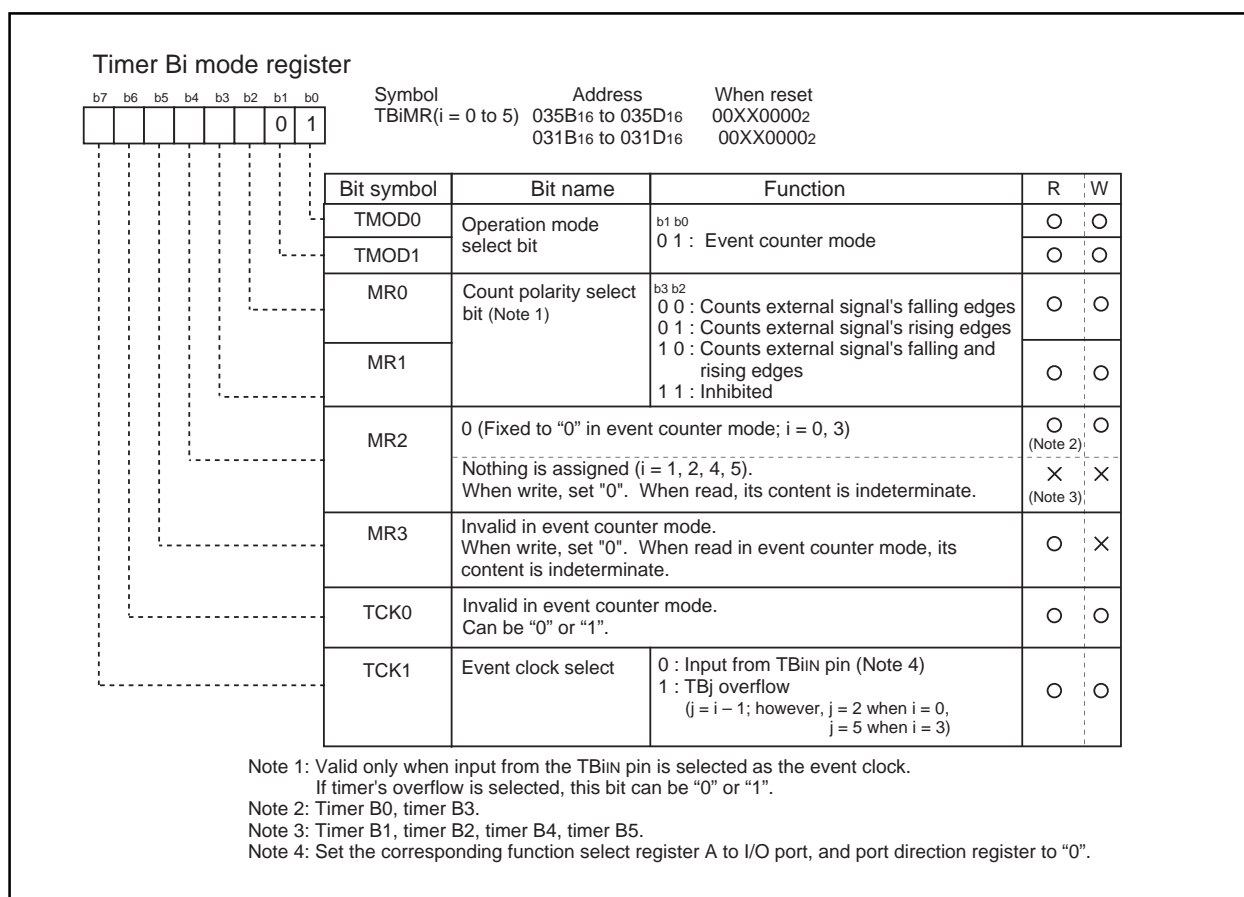 Timer Bi mode register
b7 b6 b5 b4 b3 b2 b1 b0
0 1
Symbol Address When reset
TBiMR(i = 0 to 5) 035B16 to 035D16 00XX00002
031B16 to 031D16 00XX00002
Bit symbol Bit name Function R W
TMOD0 Operation mode select bit b1 b0
0 1 : Event counter mode
TMOD1
MR0 Count polarity select bit (Note 1) b3 b2
0 0 : Counts external signal's falling edges
0 1 : Counts external signal's rising edges
1 0 : Counts external signal's falling and
rising edges
1 1 : Inhibited
MR1
MR2 0 (Fixed to “0” in event counter mode; i = 0, 3)
(Note 2)
Nothing is assigned (i = 1, 2, 4, 5).
When write, set "0". When read, its content is indeterminate.
(Note 3)
MR3 Invalid in event counter mode.
When write, set "0". When read in event counter mode, its
content is indeterminate.
TCK0 Invalid in event counter mode.
Can be “0” or “1”.
TCK1 Event clock select 0 : Input from TBiIN pin (Note 4)
1 : TBj overflow
(j = i – 1; however, j = 2 when i = 0,
j = 5 when i = 3)
Note 1: Valid only when input from the TBiIN pin is selected as the event clock.
If timer's overflow is selected, this bit can be “0” or “1”.
Note 2: Timer B0, timer B3.
Note 3: Timer B1, timer B2, timer B4, timer B5.
Note 4: Set the corresponding function select register A to I/O port, and port direction register to “0”.